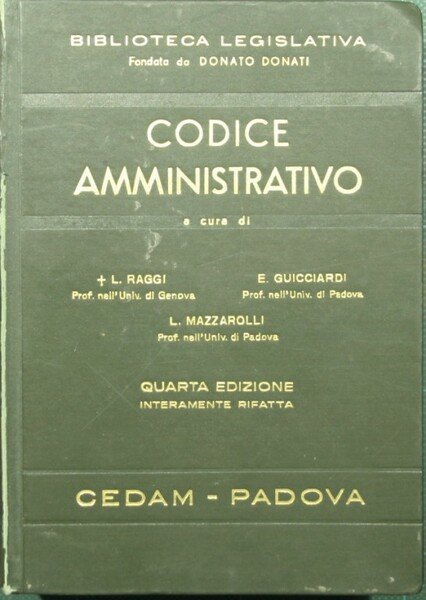 BIBLIOTECA LEGISLATIVA
Fondata da DONATO DONATI
CODICE
AMMINISTRATIVO
a cura di
† L. RAGGI
Prof. nell'Univ. di Genova
E. GUICCIARDI
Prof. nell'Univ. di Padova
L. MAZZAROLLI
Prof. nell'Univ. di Padova
QUARTA EDIZIONE
INTERAMENTE RIFATTA
CEDAM - PADOVA